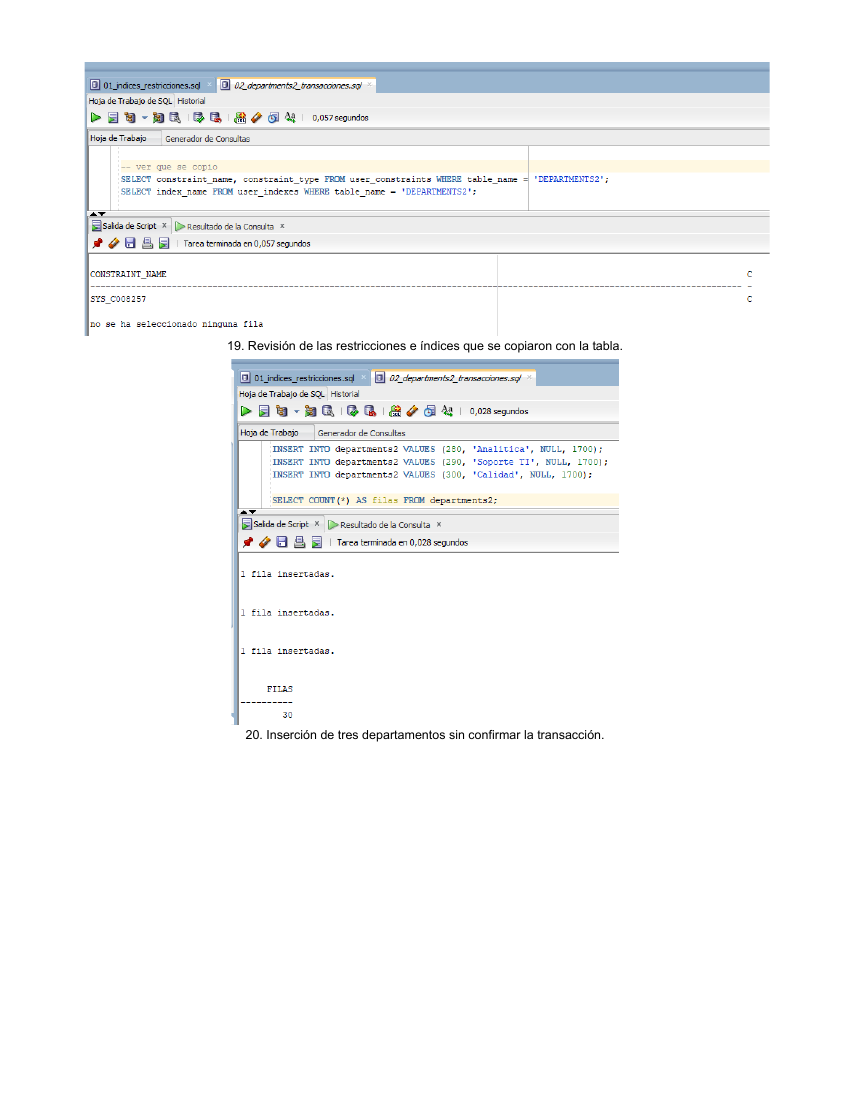 01_indices_restricciones.sql × 02_departments2_transacciones.sql ×
Hoja de Trabajo de SQL Historial
0,057 segundos
Hoja de Trabajo Generador de Consultas
-- ver que se copio
SELECT constraint_name, constraint_type FROM user_constraints WHERE table_name = 'DEPARTMENTS2';
SELECT index_name FROM user_indexes WHERE table_name = 'DEPARTMENTS2';
Salida de Script × Resultado de la Consulta ×
Tarea terminada en 0,057 segundos
CONSTRAINT_NAME C
SYS_C008257 C
no se ha seleccionado ninguna fila
19. Revisión de las restricciones e índices que se copiaron con la tabla.
01_indices_restricciones.sql × 02_departments2_transacciones.sql ×
Hoja de Trabajo de SQL Historial
0,028 segundos
Hoja de Trabajo Generador de Consultas
INSERT INTO departments2 VALUES (280, 'Analitica', NULL, 1700);
INSERT INTO departments2 VALUES (290, 'Soporte TI', NULL, 1700);
INSERT INTO departments2 VALUES (300, 'Calidad', NULL, 1700);
SELECT COUNT(*) AS filas FROM departments2;
Salida de Script × Resultado de la Consulta ×
Tarea terminada en 0,028 segundos
1 fila insertadas.
1 fila insertadas.
1 fila insertadas.
FILAS
----------
30
20. Inserción de tres departamentos sin confirmar la transacción.